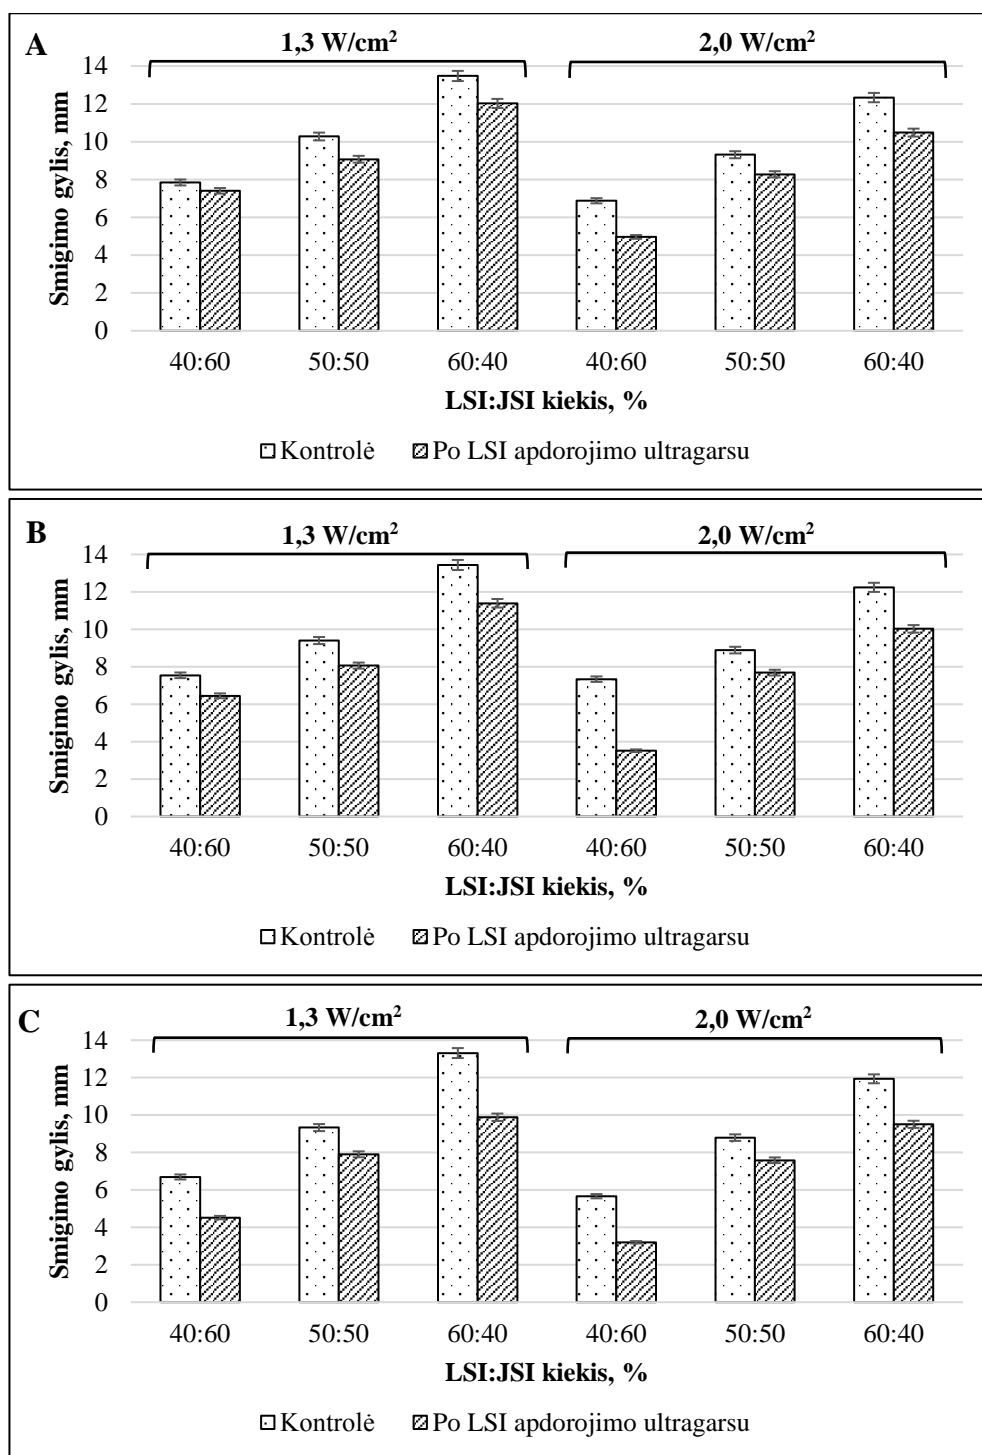 A
1,3 W/cm²
2,0 W/cm²
Smigimo gylis, mm
14
12
10
8
6
4
2
0
40:60 50:50 60:40 40:60 50:50 60:40
LSI:JSI kiekis, %
Kontrolė Po LSI apdorojimo ultragarsu
B
1,3 W/cm²
2,0 W/cm²
Smigimo gylis, mm
14
12
10
8
6
4
2
0
40:60 50:50 60:40 40:60 50:50 60:40
LSI:JSI kiekis, %
Kontrolė Po LSI apdorojimo ultragarsu
C
1,3 W/cm²
2,0 W/cm²
Smigimo gylis, mm
14
12
10
8
6
4
2
0
40:60 50:50 60:40 40:60 50:50 60:40
LSI:JSI kiekis, %
Kontrolė Po LSI apdorojimo ultragarsu